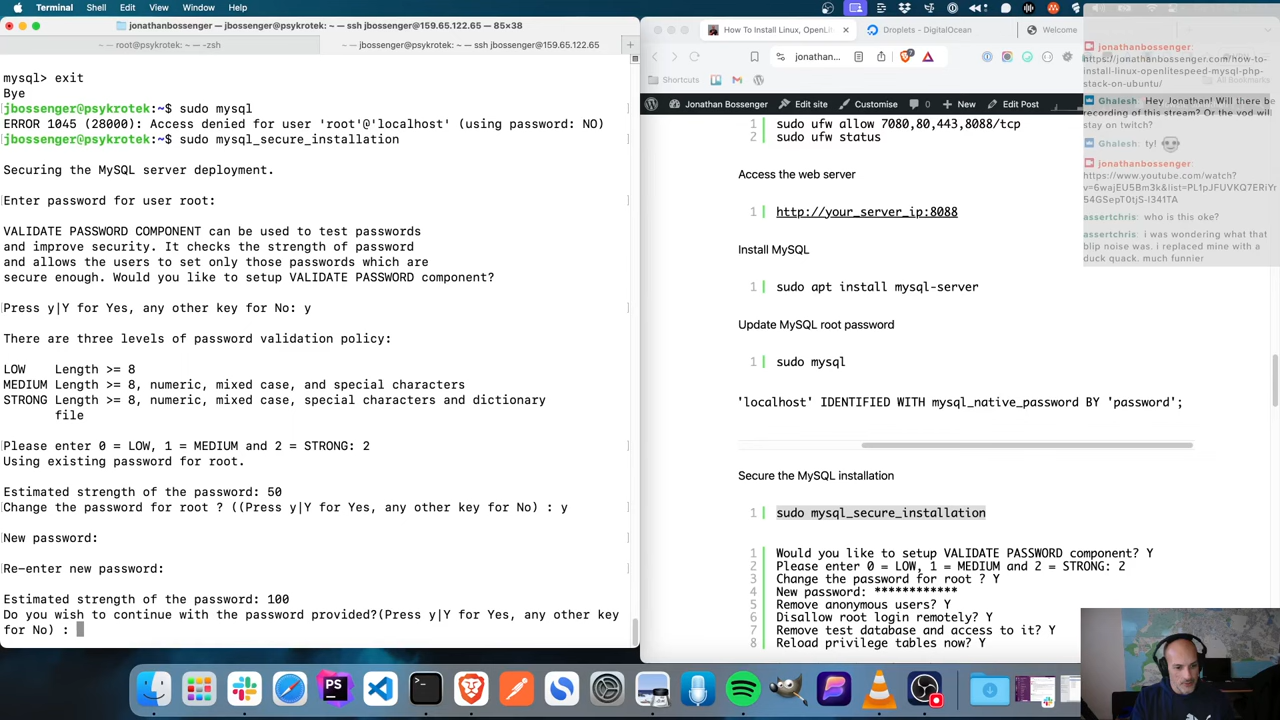 Terminal Shell Edit View Window Help
jonathanbossenger — jbossenger@psykrotek: ~ — ssh jbossenger@159.65.122.65 — 85×38
~ — root@psykrotek: ~ -zsh
jbossenger@psykrotek: ~ — ssh jbossenger@159.65.122.65
+
mysql> exit
Bye
jbossenger@psykrotek:~$ sudo mysql
ERROR 1045 (28000): Access denied for user 'root'@'localhost' (using password: NO)
jbossenger@psykrotek:~$ sudo mysql_secure_installation
Securing the MySQL server deployment.
Enter password for user root:
VALIDATE PASSWORD COMPONENT can be used to test passwords
and improve security. It checks the strength of password
and allows the users to set only those passwords which are
secure enough. Would you like to setup VALIDATE PASSWORD component?
Press y|Y for Yes, any other key for No: y
There are three levels of password validation policy:
LOW    Length >= 8
MEDIUM Length >= 8, numeric, mixed case, and special characters
STRONG Length >= 8, numeric, mixed case, special characters and dictionary
file
Please enter 0 = LOW, 1 = MEDIUM and 2 = STRONG: 2
Using existing password for root.
Estimated strength of the password: 50
Change the password for root ? ((Press y|Y for Yes, any other key for No) : y
New password:
Re-enter new password:
Estimated strength of the password: 100
Do you wish to continue with the password provided?(Press y|Y for Yes, any other key
for No) :
How To Install Linux, OpenLit
Droplets - DigitalOcean
Welcome
jonathan...
Shortcuts
All Bookmarks
Jonathan Bossenger Edit site Customise New Edit Post
1 sudo ufw allow 7080,80,443,8088/tcp
2 sudo ufw status
Access the web server
1 http://your_server_ip:8088
Install MySQL
1 sudo apt install mysql-server
Update MySQL root password
1 sudo mysql
'localhost' IDENTIFIED WITH mysql_native_password BY 'password';
Secure the MySQL installation
1 sudo mysql_secure_installation
1 Would you like to setup VALIDATE PASSWORD component? Y
2 Please enter 0 = LOW, 1 = MEDIUM and 2 = STRONG: 2
3 Change the password for root ? Y
4 New password: ************
5 Remove anonymous users? Y
6 Disallow root login remotely? Y
7 Remove test database and access to it? Y
8 Reload privilege tables now? Y
jonathanbossenger:
https://jonathanbossenger.com/how-to-
install-linux-openlitespeed-mysql-php-
stack-on-ubuntu/
Ghalesh: Hey Jonathan! Will there be
recording of this stream? Or the vod will
stay on twitch?
Ghalesh: ty!
jonathanbossenger:
https://www.youtube.com/watch?
v=6wajEU5Bm3k&list=PL1pJFUVKQ7ERiYr
54GSepT0tjS-I341TA
assertchris: who is this oke?
assertchris: i was wondering what that
blip noise was. i replaced mine with a
duck quack. much funnier